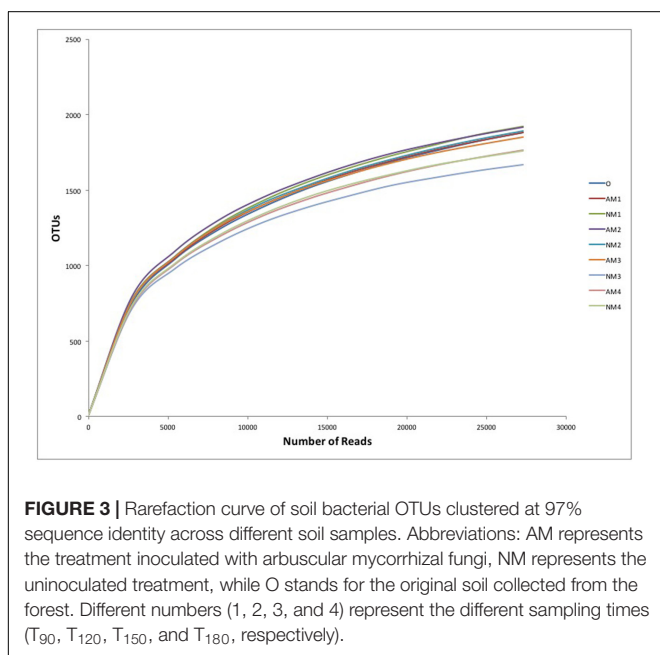 2500
2000
1500
1000
500
0
OTUs
0
5000
10000
15000
20000
25000
30000
Number of Reads
O
AM1
NM1
AM2
NM2
AM3
NM3
AM4
NM4
FIGURE 3 | Rarefaction curve of soil bacterial OTUs clustered at 97%
sequence identity across different soil samples. Abbreviations: AM represents
the treatment inoculated with arbuscular mycorrhizal fungi, NM represents the
uninoculated treatment, while O stands for the original soil collected from the
forest. Different numbers (1, 2, 3, and 4) represent the different sampling times
(T90, T120, T150, and T180, respectively).